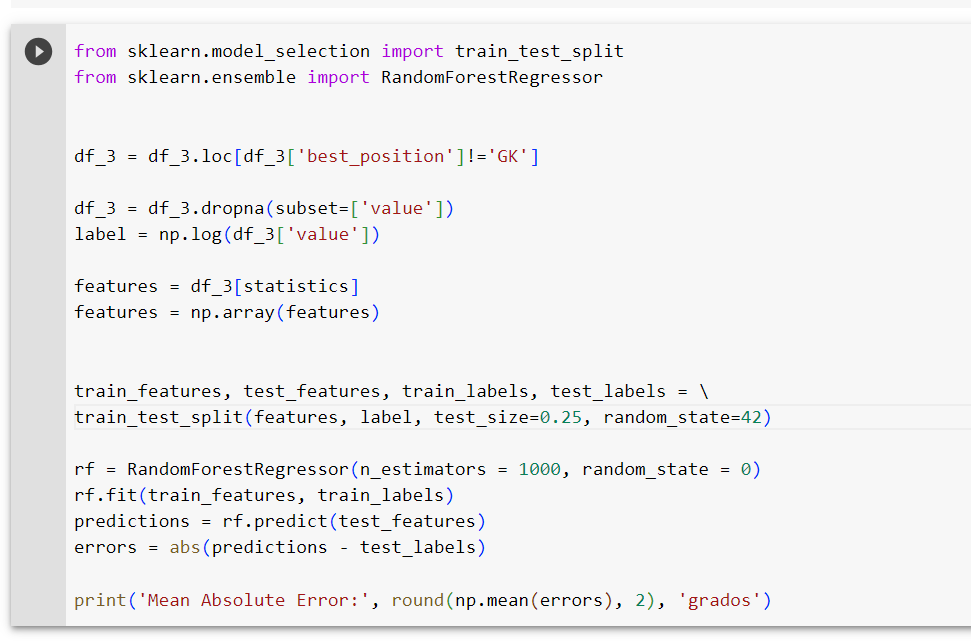 from sklearn.model_selection import train_test_split
from sklearn.ensemble import RandomForestRegressor
df_3 = df_3.loc[df_3['best_position']!='GK']
df_3 = df_3.dropna(subset=['value'])
label = np.log(df_3['value'])
features = df_3[statistics]
features = np.array(features)
train_features, test_features, train_labels, test_labels = \
train_test_split(features, label, test_size=0.25, random_state=42)
rf = RandomForestRegressor(n_estimators = 1000, random_state = 0)
rf.fit(train_features, train_labels)
predictions = rf.predict(test_features)
errors = abs(predictions - test_labels)
print('Mean Absolute Error:', round(np.mean(errors), 2), 'grados')